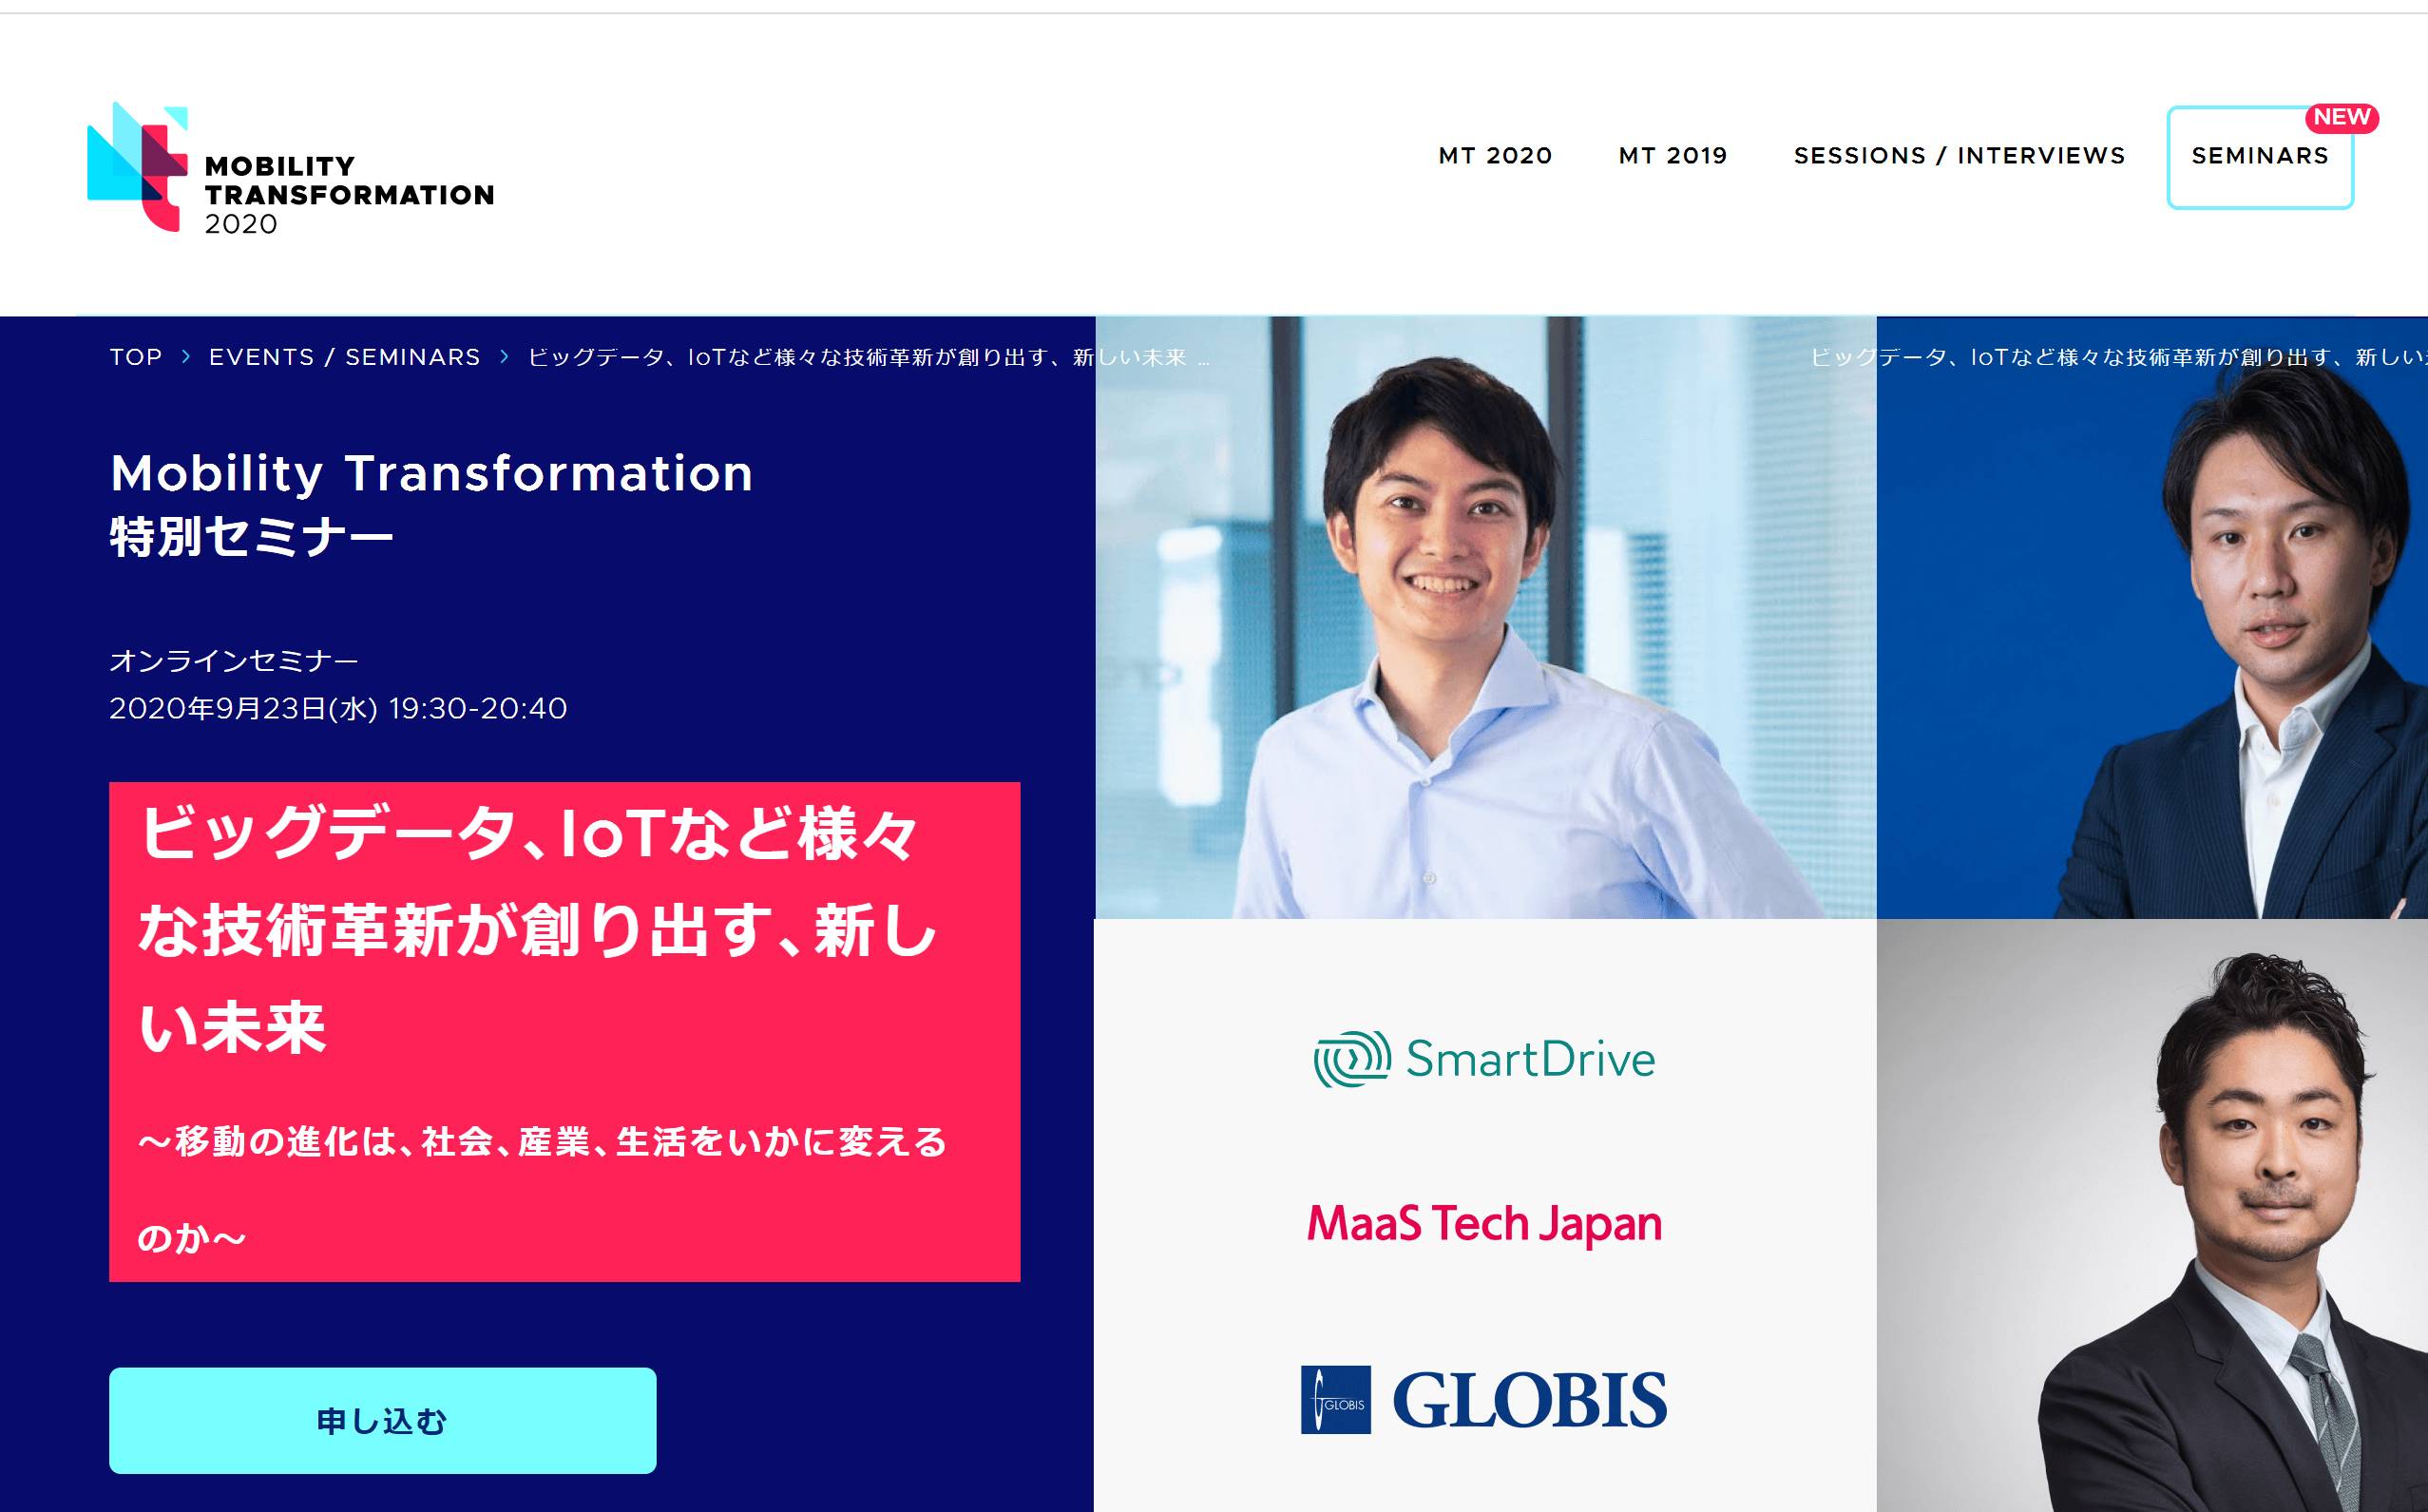 MOBILITY
TRANSFORMATION
2020
MT 2020
MT 2019
SESSIONS / INTERVIEWS
SEMINARS
NEW
TOP > EVENTS / SEMINARS > ビッグデータ、IoTなど様々な技術革新が創り出す、新しい未来 ...
ビッグデータ、IoTなど様々な技術革新が創り出す、新しい
Mobility Transformation
特別セミナー
オンラインセミナー
2020年9月23日(水) 19:30-20:40
ビッグデータ、IoTなど様々
な技術革新が創り出す、新し
い未来
〜移動の進化は、社会、産業、生活をいかに変える
のか〜
申し込む
SmartDrive
MaaS Tech Japan
GLOBIS
GLOBIS